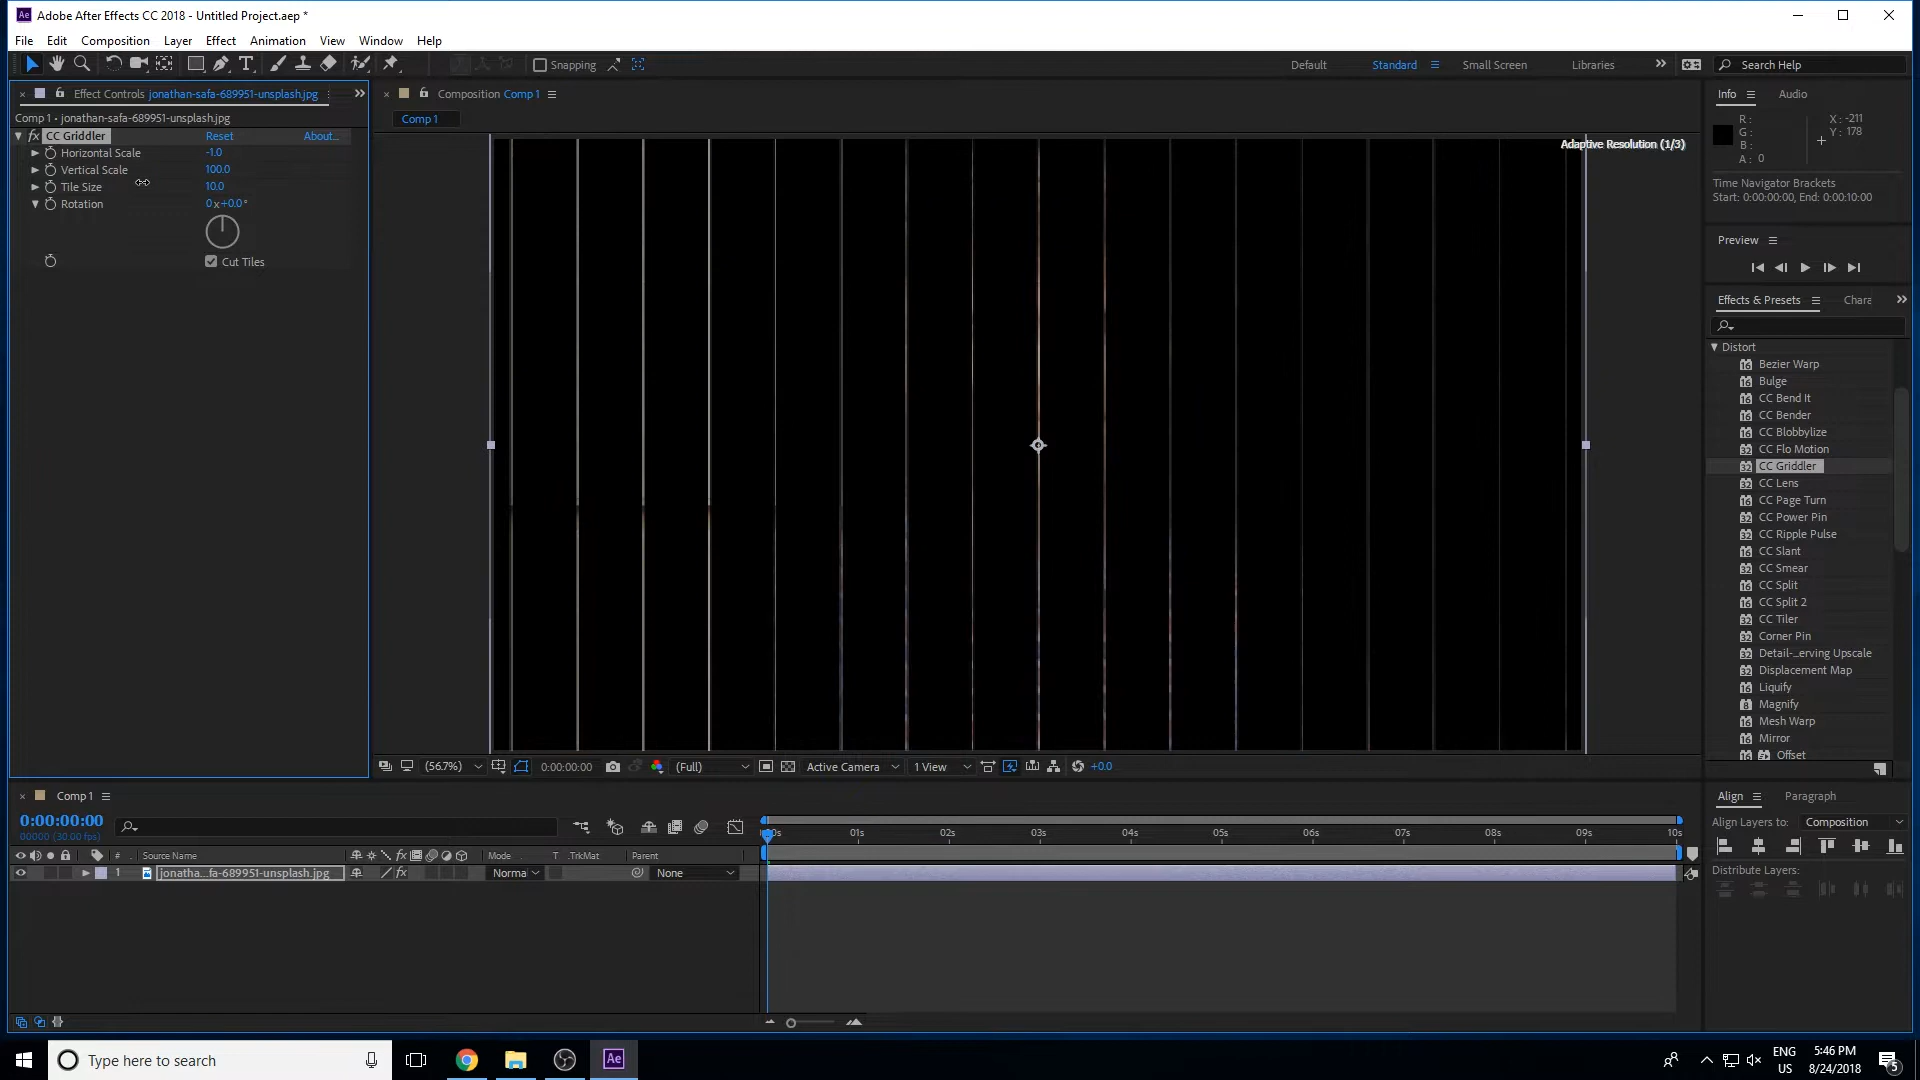 Adobe After Effects CC 2018 - Untitled Project.aep *
File Edit Composition Layer Effect Animation View Window Help
Snapping
Default Standard Small Screen Libraries Search Help
Effect Controls jonathan-safa-689951-unsplash.jpg
Comp 1 • jonathan-safa-689951-unsplash.jpg
fx CC Griddler Reset About...
Horizontal Scale -1.0
Vertical Scale 100.0
Tile Size 10.0
Rotation 0 x+0.0°
Cut Tiles
Composition Comp 1
Comp 1
Adaptive Resolution (1/3)
(56.7%) 0:00:00:00 (Full) Active Camera 1 View +0.0
Info Audio
R :
G :
B :
A : 0
X : -211
Y : 178
Time Navigator Brackets
Start: 0:00:00:00, End: 0:00:10:00
Preview
Effects & Presets Chara
Distort
Bezier Warp
Bulge
CC Bend It
CC Bender
CC Blobbylize
CC Flo Motion
CC Griddler
CC Lens
CC Page Turn
CC Power Pin
CC Ripple Pulse
CC Slant
CC Smear
CC Split
CC Split 2
CC Tiler
Corner Pin
Detail-...erving Upscale
Displacement Map
Liquify
Magnify
Mesh Warp
Mirror
Offset
Comp 1
0:00:00:00
00000 (30.00 fps)
# Source Name Mode T .TrkMat Parent
1 jonatha...fa-689951-unsplash.jpg fx Norma None
01s 02s 03s 04s 05s 06s 07s 08s 09s 10s
Align Paragraph
Align Layers to: Composition
Distribute Layers:
Type here to search
Ae
ENG
US
5:46 PM
8/24/2018
5